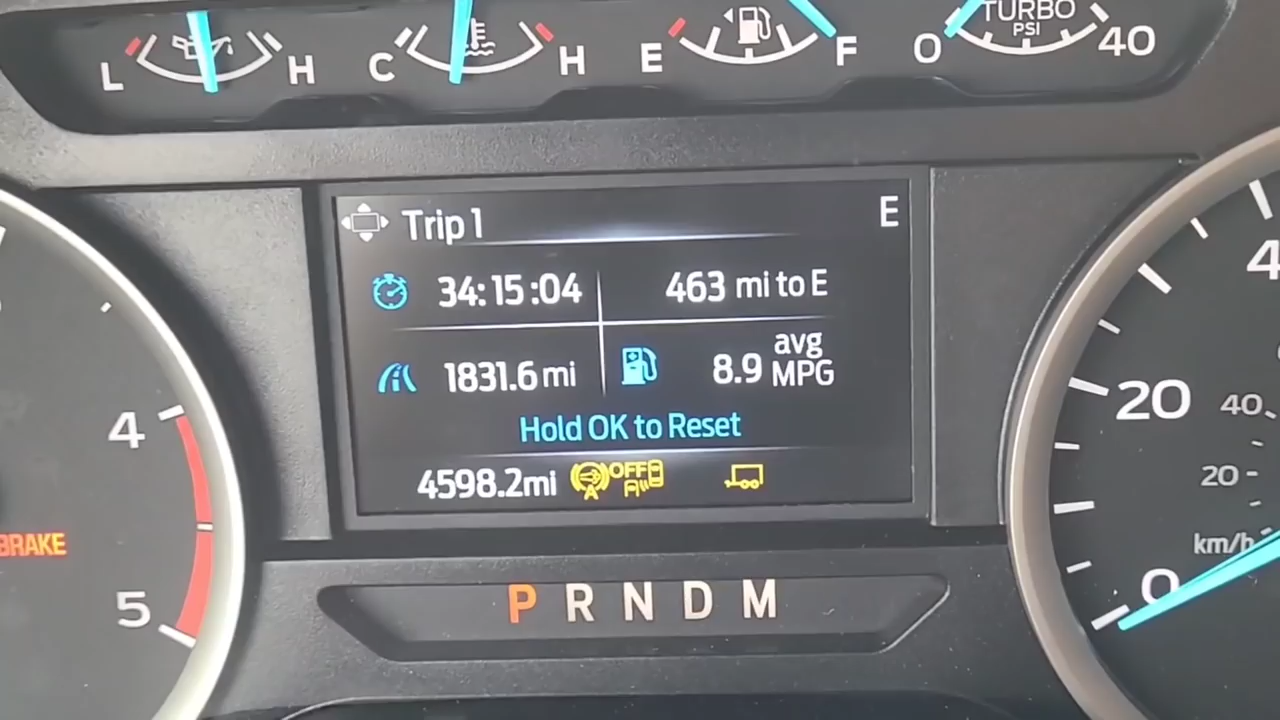 L H C H E F 0 TURBO PSI 40
Trip 1 E
34:15:04 463 mi to E
1831.6 mi 8.9 avg MPG
Hold OK to Reset
4598.2mi OFF
P R N D M
4
5
BRAKE
20
0
40
20
km/h